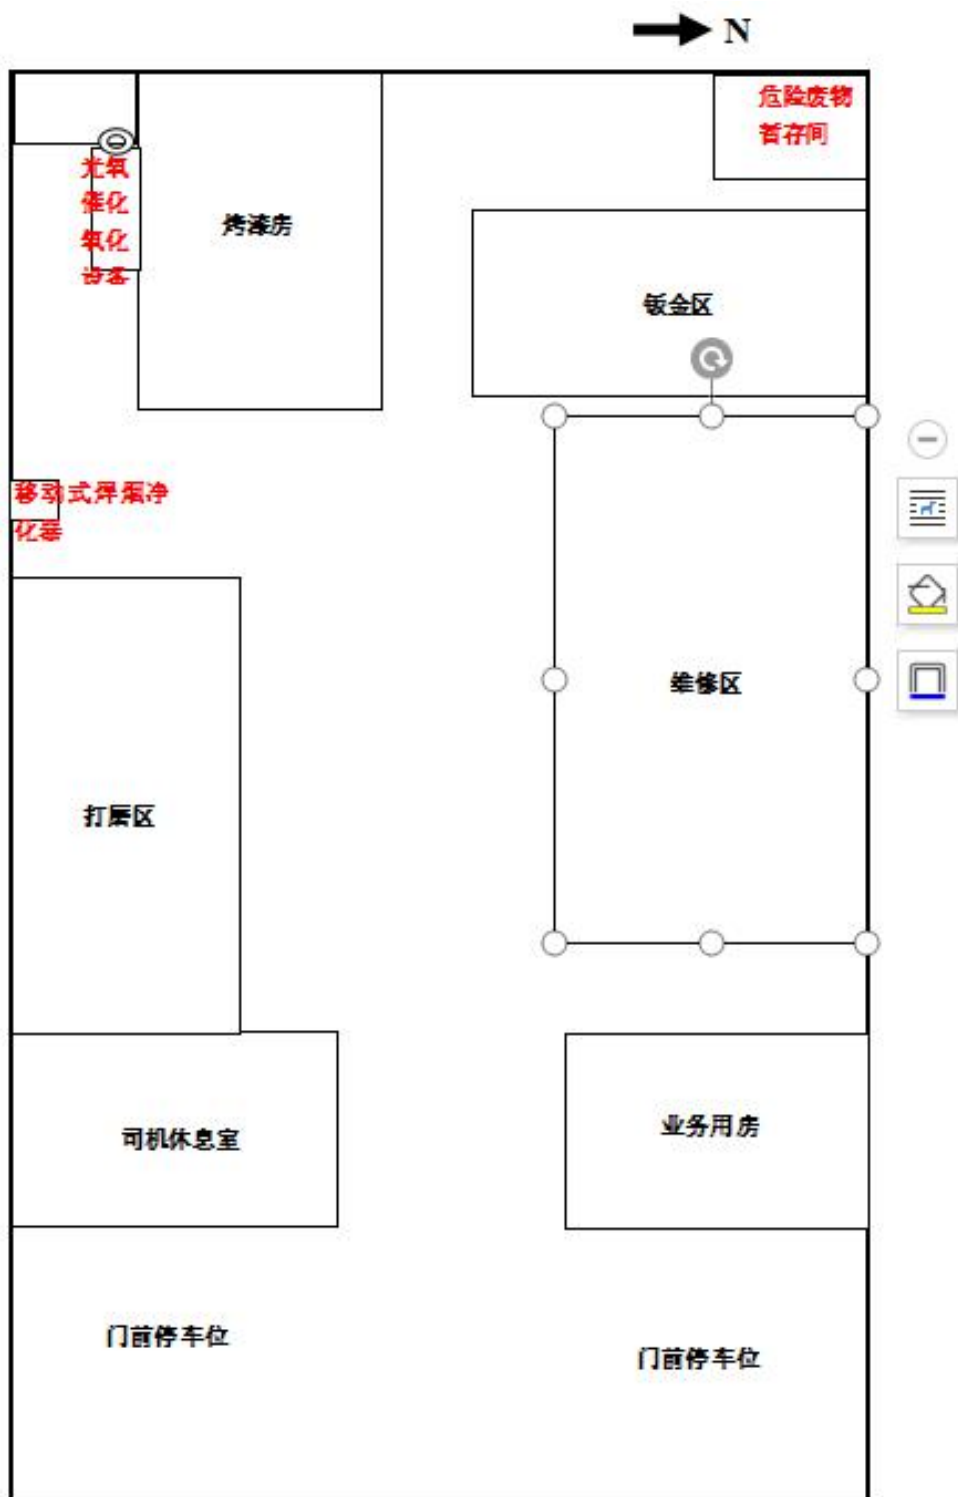 N
危险废物
暂存间
光氧
催化
氧化
设备
烤漆房
钣金区
移动式焊烟净
化器
维修区
打磨区
司机休息室
业务用房
门前停车位
门前停车位